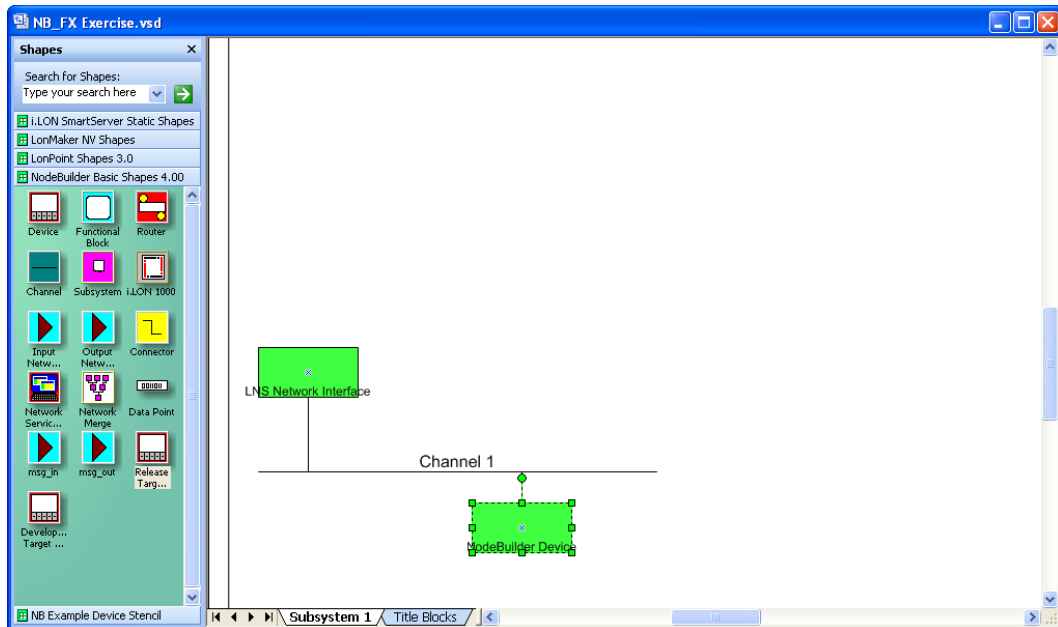 NB_FX Exercise.vsd
Shapes
Search for Shapes:
Type your search here
i.LON SmartServer Static Shapes
LonMaker NV Shapes
LonPoint Shapes 3.0
NodeBuilder Basic Shapes 4.00
Device
Functional Block
Router
Channel
Subsystem
i.LON 1000
Input Netw...
Output Netw...
Connector
Network Servic...
Network Merge
Data Point
msg_in
msg_out
Release Targ...
Develop... Target ...
NB Example Device Stencil
LNS Network Interface
Channel 1
NodeBuilder Device
Subsystem 1
Title Blocks